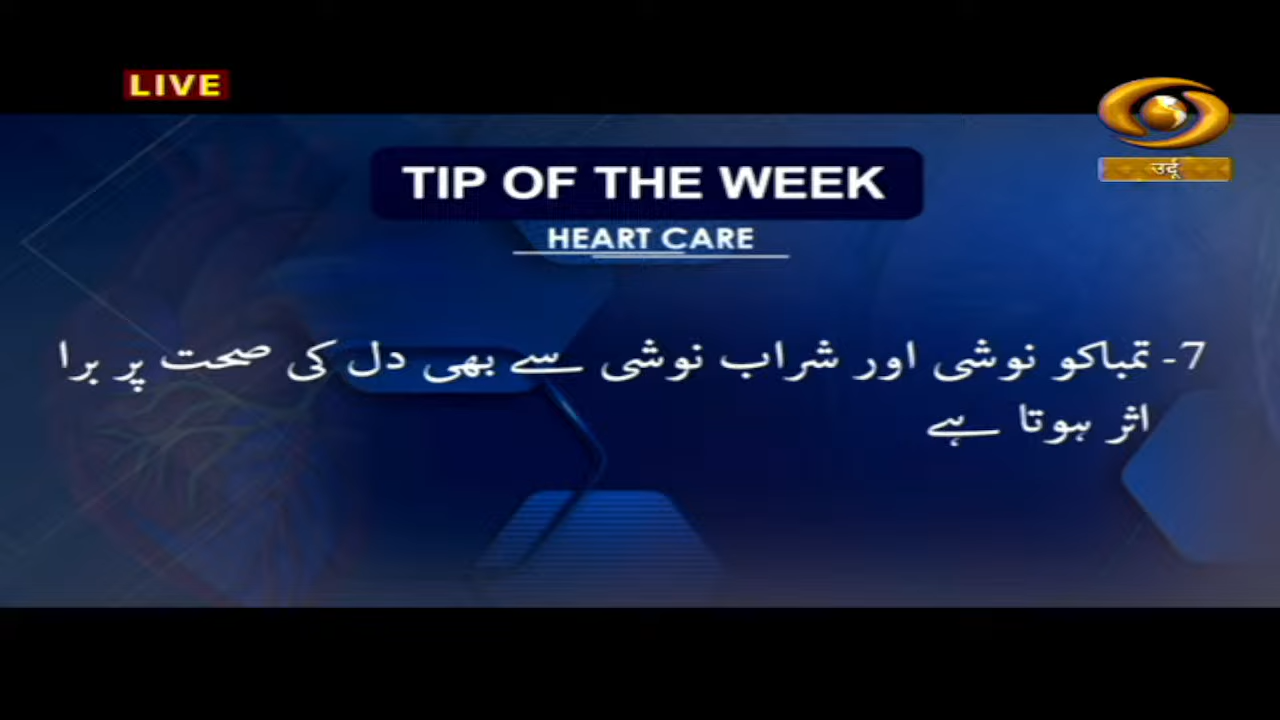 LIVE
उर्दू
TIP OF THE WEEK
HEART CARE
7- تمباکو نوشی اور شراب نوشی سے بھی دل کی صحت پر برا
اثر ہوتا ہے